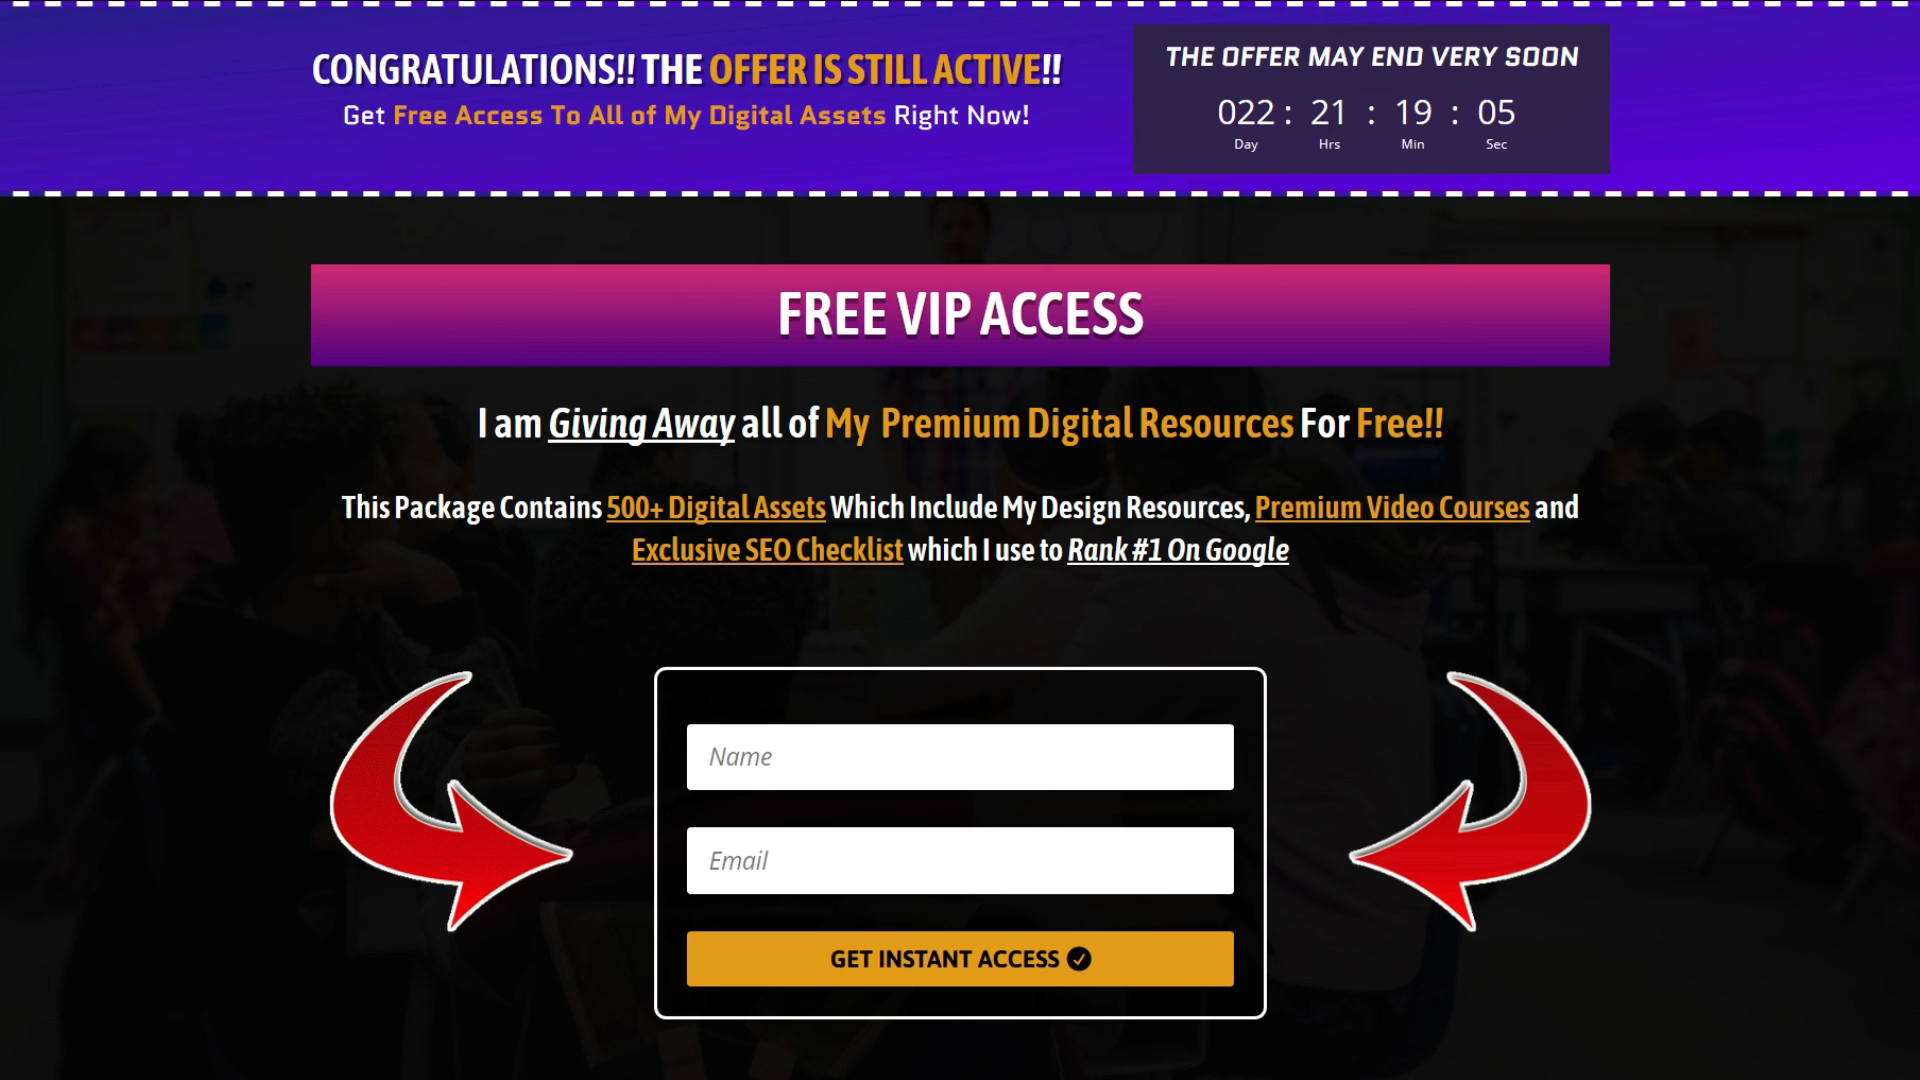 CONGRATULATIONS!! THE OFFER IS STILL ACTIVE!!
Get Free Access To All of My Digital Assets Right Now!
THE OFFER MAY END VERY SOON
022 : 21 : 19 : 05
Day Hrs Min Sec
FREE VIP ACCESS
I am Giving Away all of My Premium Digital Resources For Free!!
This Package Contains 500+ Digital Assets Which Include My Design Resources, Premium Video Courses and
Exclusive SEO Checklist which I use to Rank #1 On Google
Name
Email
GET INSTANT ACCESS